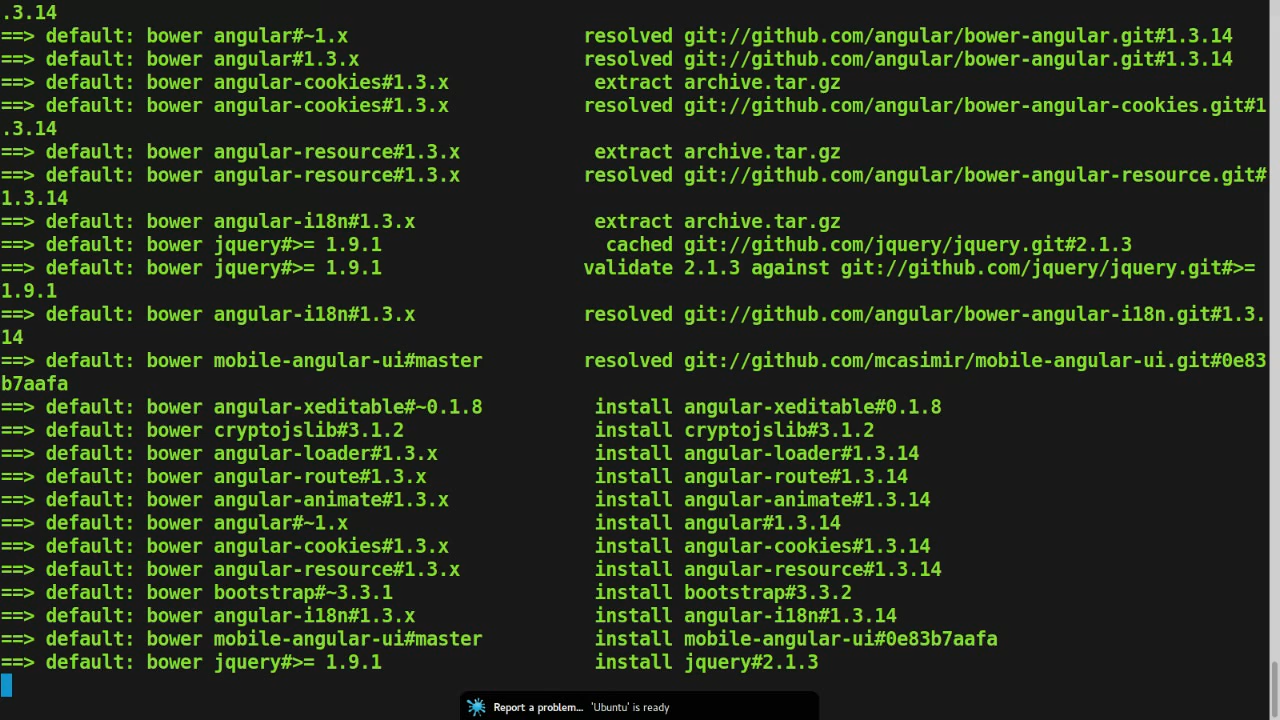 .3.14
==> default: bower angular#~1.x resolved git://github.com/angular/bower-angular.git#1.3.14
==> default: bower angular#1.3.x resolved git://github.com/angular/bower-angular.git#1.3.14
==> default: bower angular-cookies#1.3.x extract archive.tar.gz
==> default: bower angular-cookies#1.3.x resolved git://github.com/angular/bower-angular-cookies.git#1
.3.14
==> default: bower angular-resource#1.3.x extract archive.tar.gz
==> default: bower angular-resource#1.3.x resolved git://github.com/angular/bower-angular-resource.git#
1.3.14
==> default: bower angular-i18n#1.3.x extract archive.tar.gz
==> default: bower jquery#>= 1.9.1 cached git://github.com/jquery/jquery.git#2.1.3
==> default: bower jquery#>= 1.9.1 validate 2.1.3 against git://github.com/jquery/jquery.git#>=
1.9.1
==> default: bower angular-i18n#1.3.x resolved git://github.com/angular/bower-angular-i18n.git#1.3.
14
==> default: bower mobile-angular-ui#master resolved git://github.com/mcasimir/mobile-angular-ui.git#0e83
b7aafa
==> default: bower angular-xeditable#~0.1.8 install angular-xeditable#0.1.8
==> default: bower cryptojslib#3.1.2 install cryptojslib#3.1.2
==> default: bower angular-loader#1.3.x install angular-loader#1.3.14
==> default: bower angular-route#1.3.x install angular-route#1.3.14
==> default: bower angular-animate#1.3.x install angular-animate#1.3.14
==> default: bower angular#~1.x install angular#1.3.14
==> default: bower angular-cookies#1.3.x install angular-cookies#1.3.14
==> default: bower angular-resource#1.3.x install angular-resource#1.3.14
==> default: bower bootstrap#~3.3.1 install bootstrap#3.3.2
==> default: bower angular-i18n#1.3.x install angular-i18n#1.3.14
==> default: bower mobile-angular-ui#master install mobile-angular-ui#0e83b7aafa
==> default: bower jquery#>= 1.9.1 install jquery#2.1.3
Report a problem... 'Ubuntu' is ready